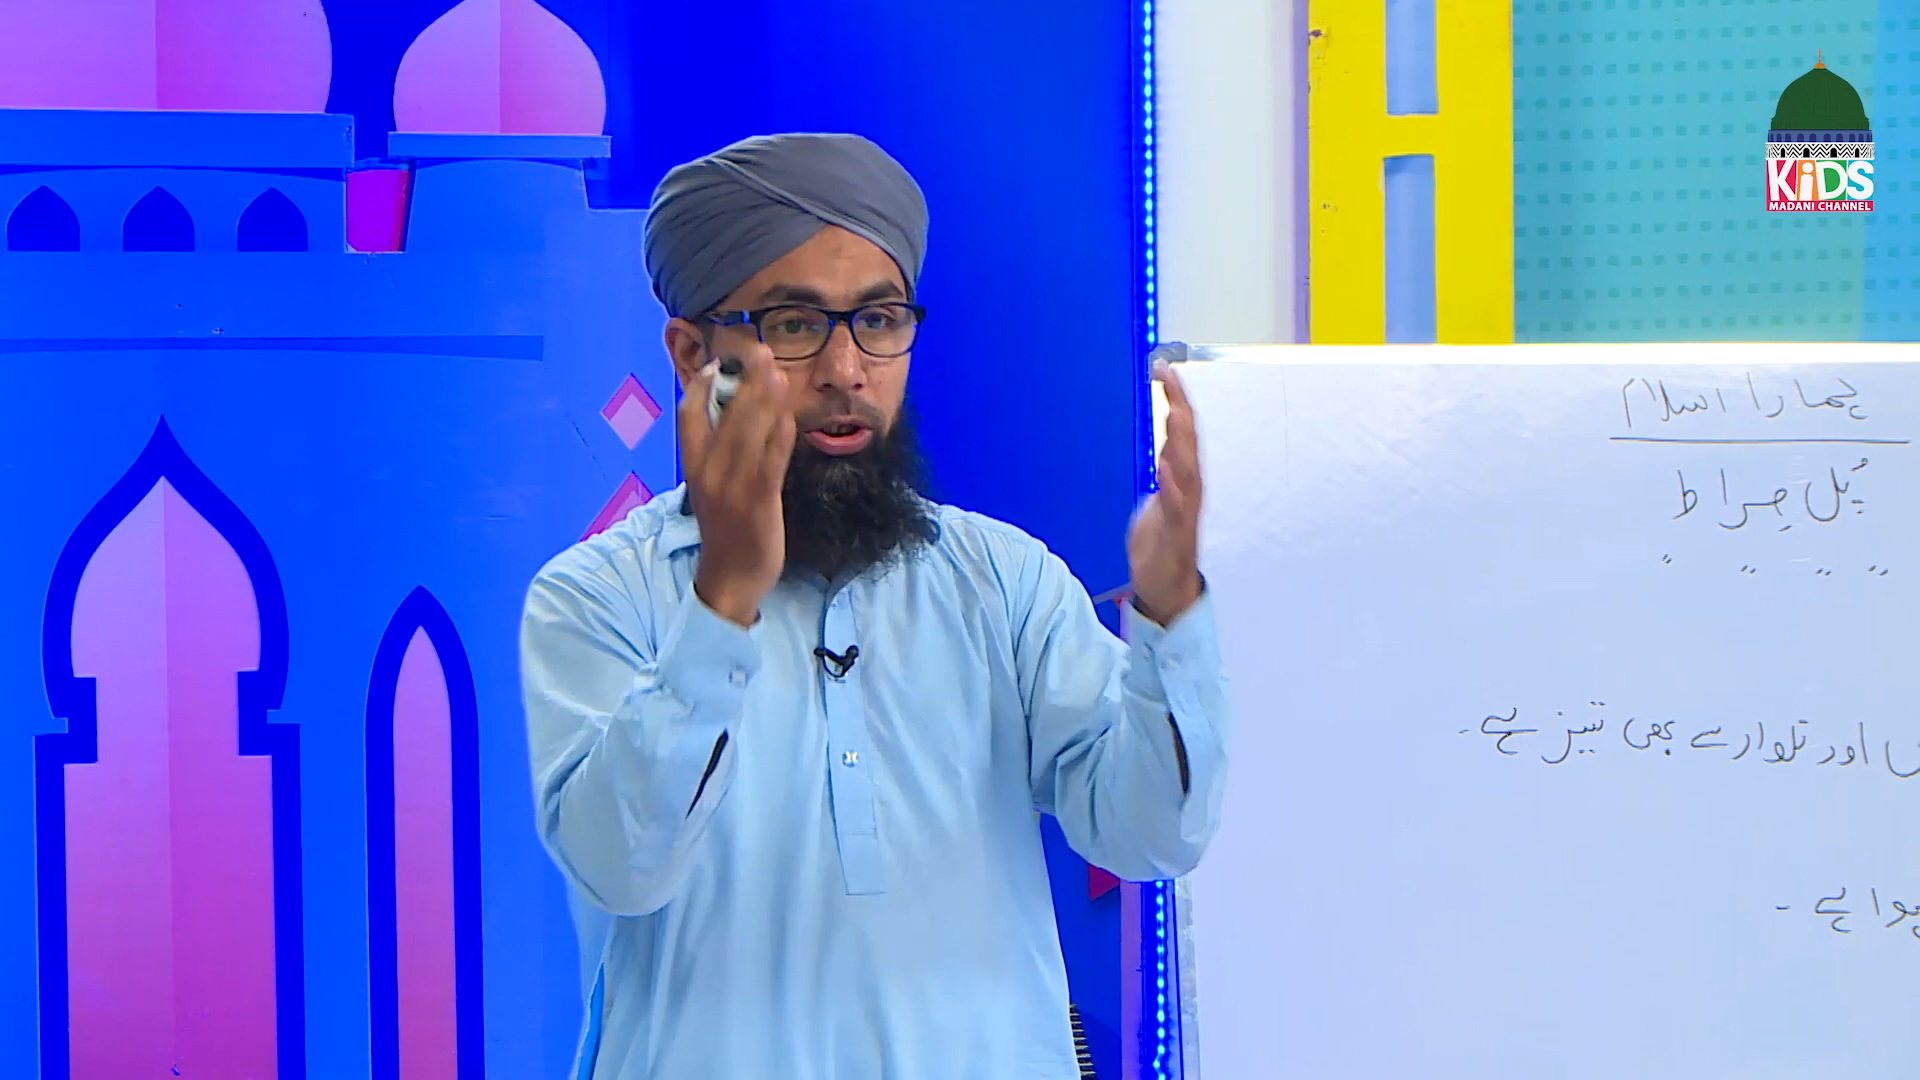 KiDS
MADANI CHANNEL
H
ہمارا اسلام
پُل صِراط
اور تلوار سے بھی تیز ہے۔
ہوا ہے۔